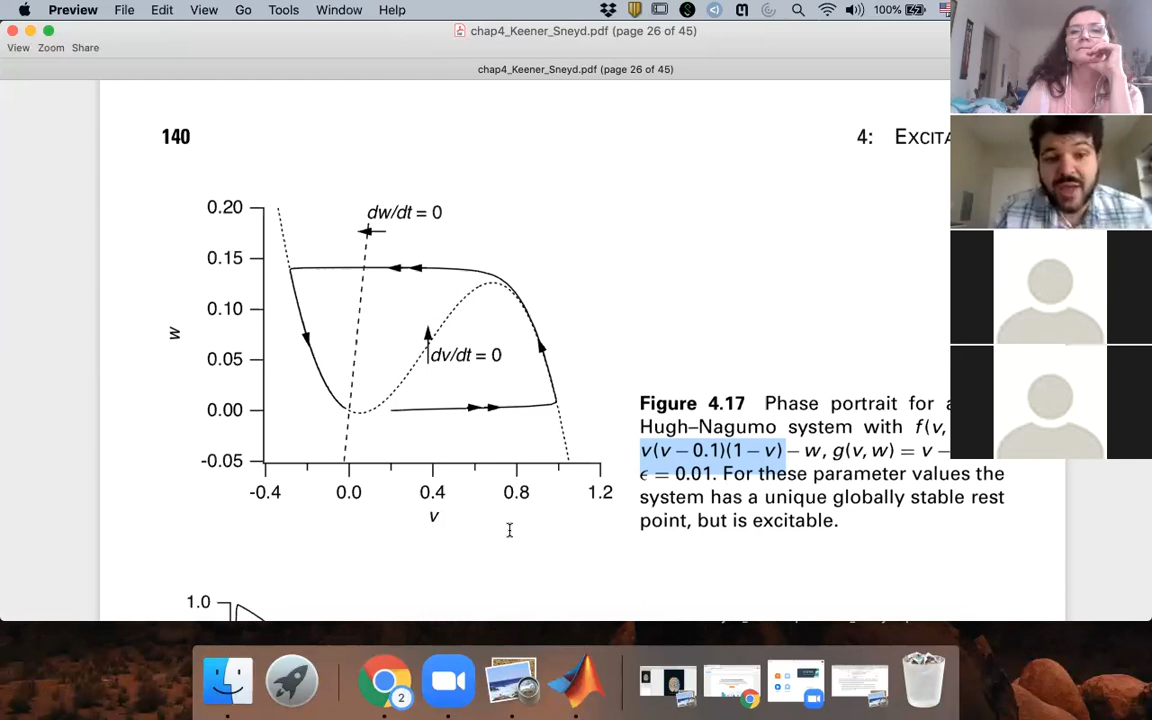 Preview File Edit View Go Tools Window Help 100%
chap4_Keener_Sneyd.pdf (page 26 of 45)
View Zoom Share
chap4_Keener_Sneyd.pdf (page 26 of 45)
140
4:
0.20
0.15
0.10
0.05
0.00
-0.05
w
dw/dt = 0
dv/dt = 0
-0.4 0.0 0.4 0.8 1.2
v
Figure 4.17 Phase portrait for
Hugh–Nagumo system with f(v,
v(v − 0.1)(1 − v) − w, g(v, w) = v −
ϵ = 0.01. For these parameter values the
system has a unique globally stable rest
point, but is excitable.
1.0
2